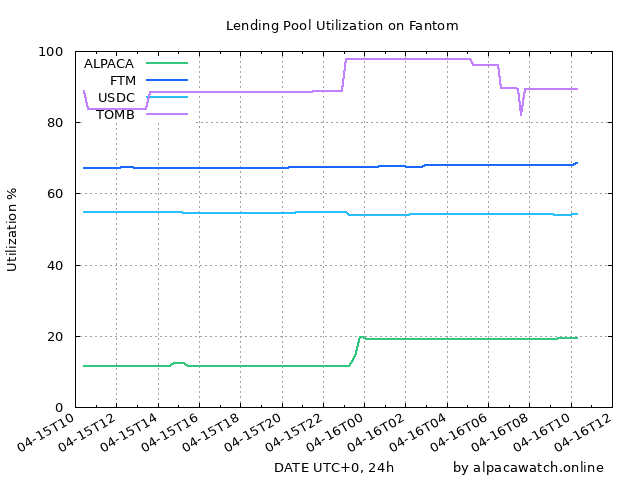 Lending Pool Utilization on Fantom
Utilization %
100
80
60
40
20
0
ALPACA
FTM
USDC
TOMB
04-15T10
04-15T12
04-15T14
04-15T16
04-15T18
04-15T20
04-15T22
04-16T00
04-16T02
04-16T04
04-16T06
04-16T08
04-16T10
04-16T12
DATE UTC+0, 24h
by alpacawatch.online